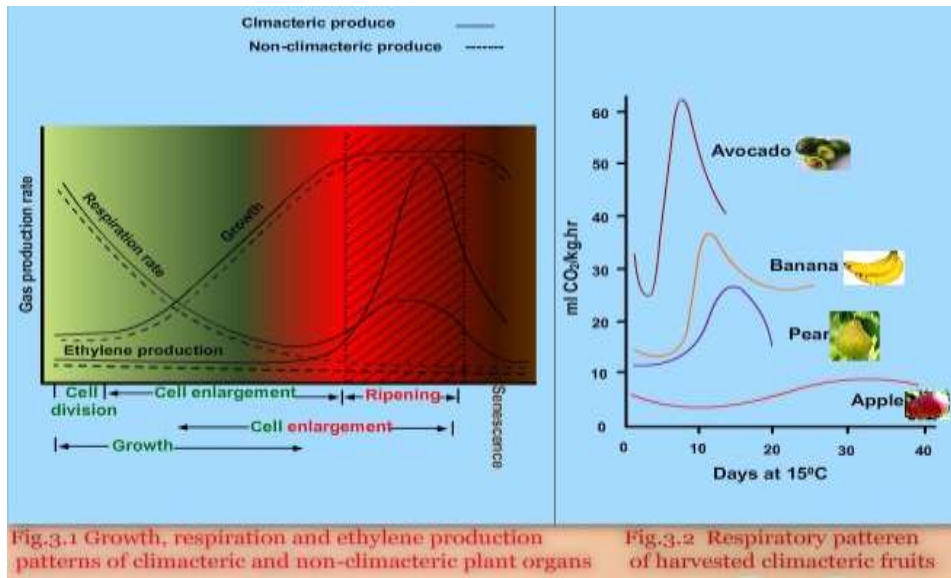 Clmacteric produce
Non-climacteric produce
Gas production rate
Respiration rate
Growth
Ethylene production
Cell division
Cell enlargement
Ripening
Senescence
Cell enlargement
Growth
Fig.3.1 Growth, respiration and ethylene production
patterns of climacteric and non-climacteric plant organs
60
50
40
30
20
10
0
ml CO₂/kg.hr
Avocado
Banana
Pear
Apple
0 10 20 30 40
Days at 15ºC
Fig.3.2 Respiratory patteren
of harvested climacteric fruits